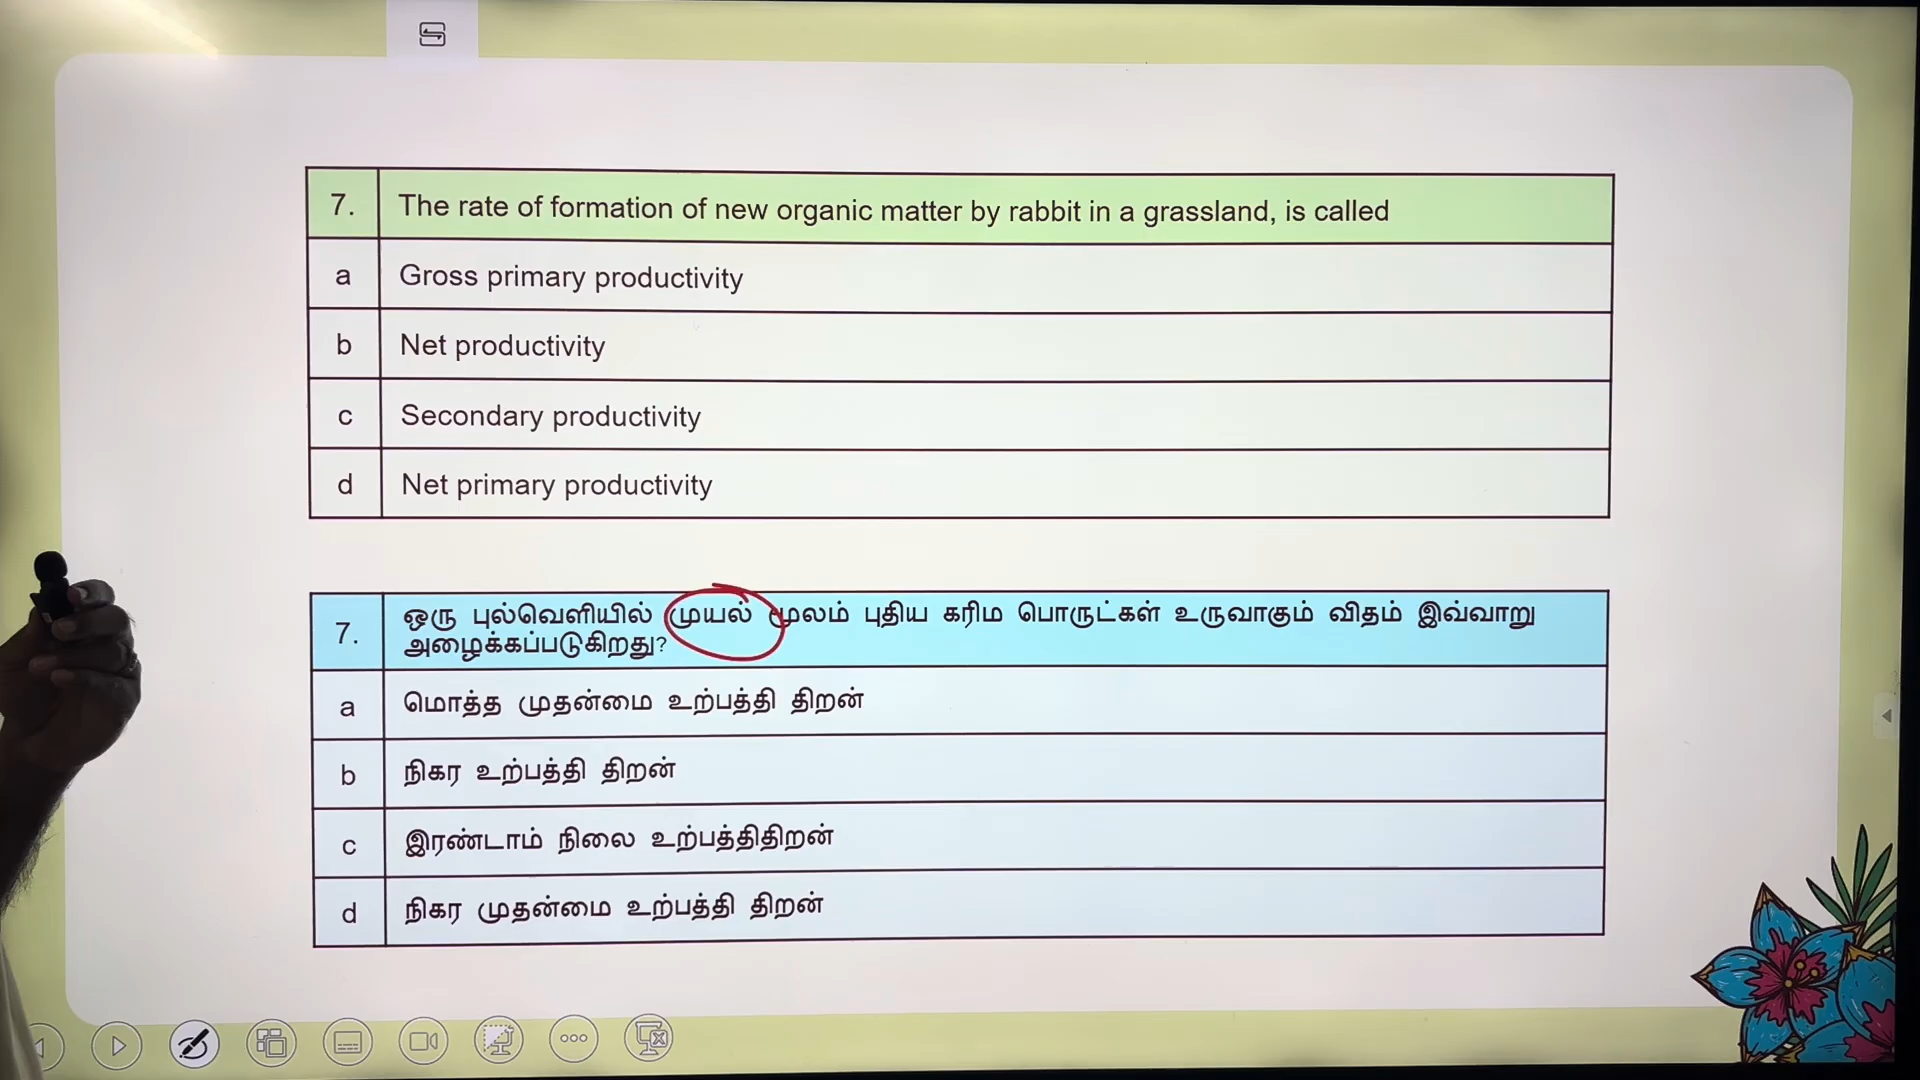 7. The rate of formation of new organic matter by rabbit in a grassland, is called
a Gross primary productivity
b Net productivity
c Secondary productivity
d Net primary productivity
7. ஒரு புல்வெளியில் முயல் மூலம் புதிய கரிம பொருட்கள் உருவாகும் விதம் இவ்வாறு
அழைக்கப்படுகிறது?
a மொத்த முதன்மை உற்பத்தி திறன்
b நிகர உற்பத்தி திறன்
c இரண்டாம் நிலை உற்பத்திதிறன்
d நிகர முதன்மை உற்பத்தி திறன்